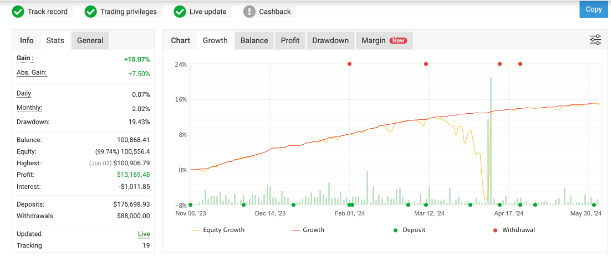 Track record Trading privileges Live update Cashback Copy
Info Stats General
Chart Growth Balance Profit Drawdown Margin New
Gain : +15.07%
Abs. Gain: +7.50%
Daily 0.07%
Monthly: 2.02%
Drawdown: 19.43%
Balance: 100,868.41
Equity: (99.74%) 100,556.4
Highest: (Jun 03) $100,906.79
Profit: $13,169.48
Interest: -$1,011.85
Deposits: $175,698.93
Withdrawals: $88,000.00
Updated Live
Tracking 19
24%
16%
8%
0%
-8%
Nov 06, '23 Dec 14, '23 Feb 01, '24 Mar 12, '24 Apr 17, '24 May 30, '24
Equity Growth Growth Deposit Withdrawal